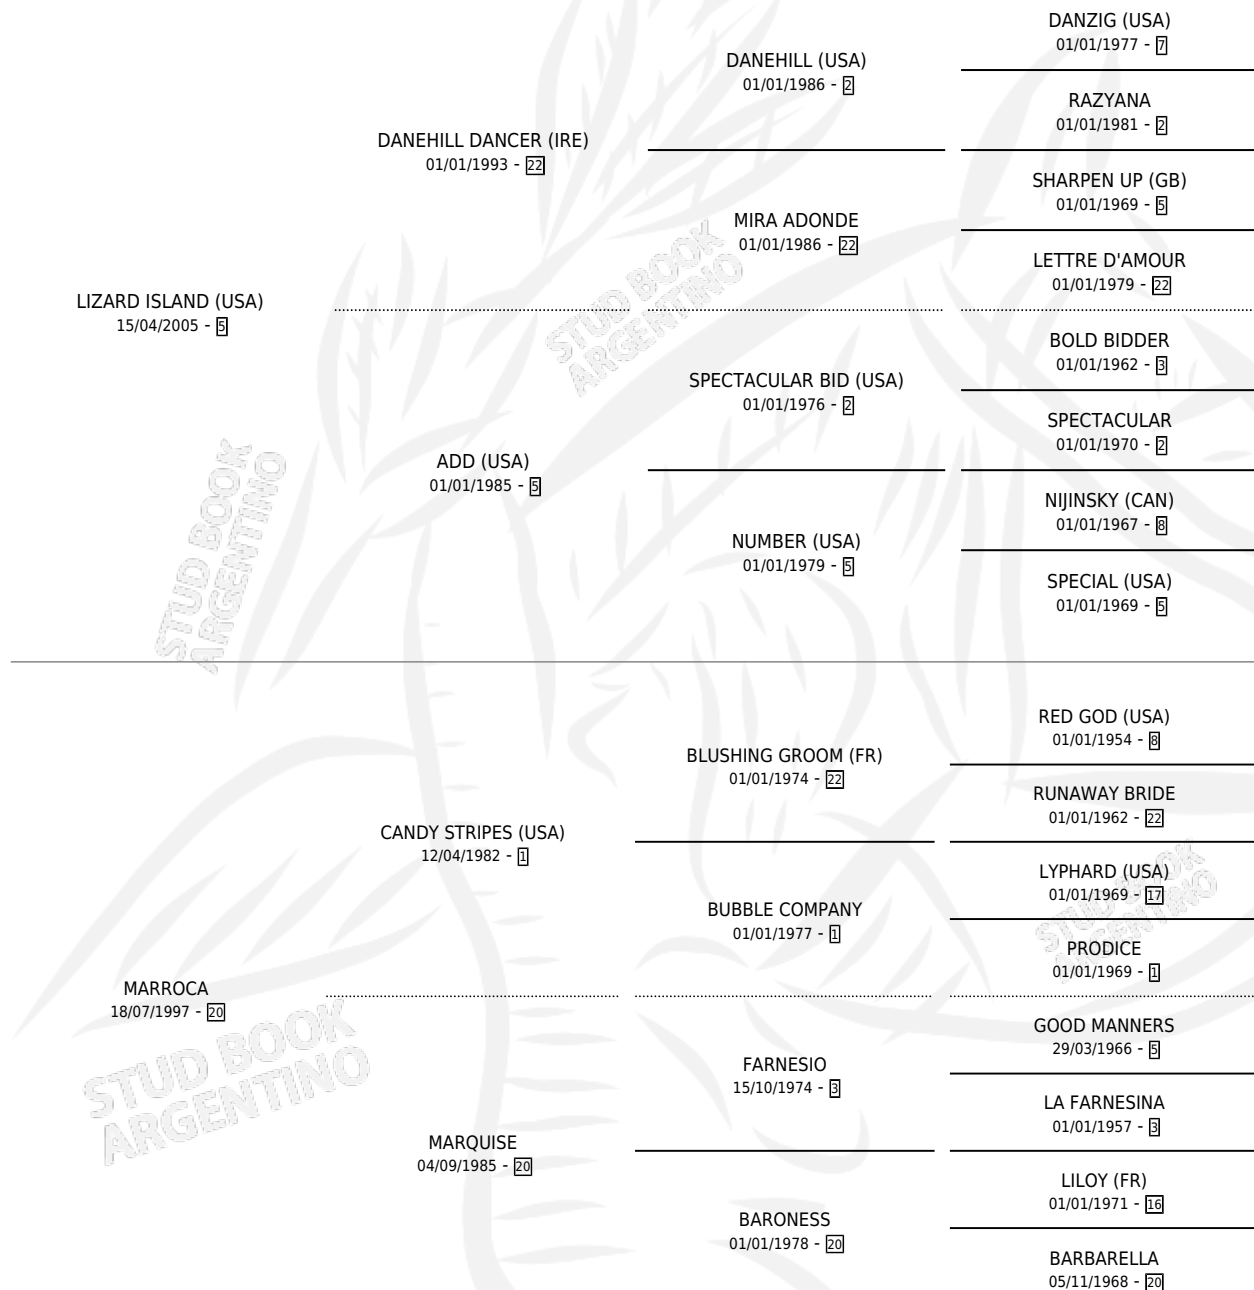 DANZIG (USA)
01/01/1977 - 7
DANEHILL (USA)
01/01/1986 - 2
RAZYANA
01/01/1981 - 2
DANEHILL DANCER (IRE)
01/01/1993 - 22
SHARPEN UP (GB)
01/01/1969 - 5
MIRA ADONDE
01/01/1986 - 22
LETTRE D'AMOUR
01/01/1979 - 22
LIZARD ISLAND (USA)
15/04/2005 - 5
STUD BOOK
ARGENTINO
BOLD BIDDER
01/01/1962 - 3
SPECTACULAR BID (USA)
01/01/1976 - 2
SPECTACULAR
01/01/1970 - 2
ADD (USA)
01/01/1985 - 5
NIJINSKY (CAN)
01/01/1967 - 8
NUMBER (USA)
01/01/1979 - 5
SPECIAL (USA)
01/01/1969 - 5
STUD BOOK
ARGENTINO
RED GOD (USA)
01/01/1954 - 8
BLUSHING GROOM (FR)
01/01/1974 - 22
RUNAWAY BRIDE
01/01/1962 - 22
CANDY STRIPES (USA)
12/04/1982 - 1
LYPHARD (USA)
01/01/1969 - 17
BUBBLE COMPANY
01/01/1977 - 1
STUD BOOK
ARGENTINO
PRODICE
01/01/1969 - 1
MARROCA
18/07/1997 - 20
STUD BOOK
ARGENTINO
GOOD MANNERS
29/03/1966 - 5
FARNESIO
15/10/1974 - 3
LA FARNESINA
01/01/1957 - 3
MARQUISE
04/09/1985 - 20
LILOY (FR)
01/01/1971 - 16
BARONESS
01/01/1978 - 20
BARBARELLA
05/11/1968 - 20